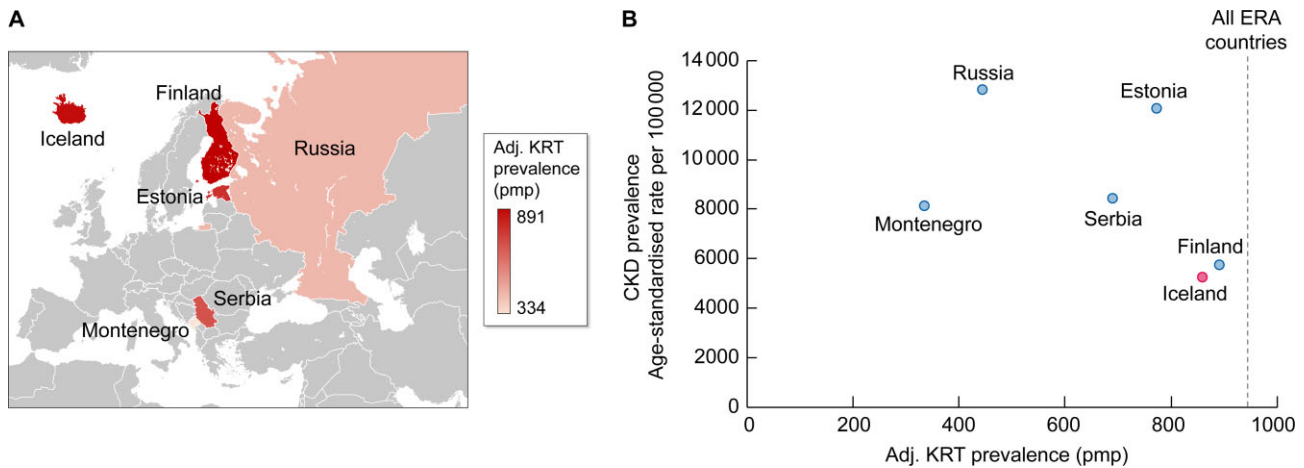 A
Finland
Iceland
Russia
Estonia
Serbia
Montenegro
Adj. KRT
prevalence
(pmp)
891
334
B
All ERA
countries
CKD prevalence
Age-standardised rate per 100 000
14 000
12 000
10 000
8000
6000
4000
2000
0
Russia
Estonia
Montenegro
Serbia
Finland
Iceland
0
200
400
600
800
1000
Adj. KRT prevalence (pmp)